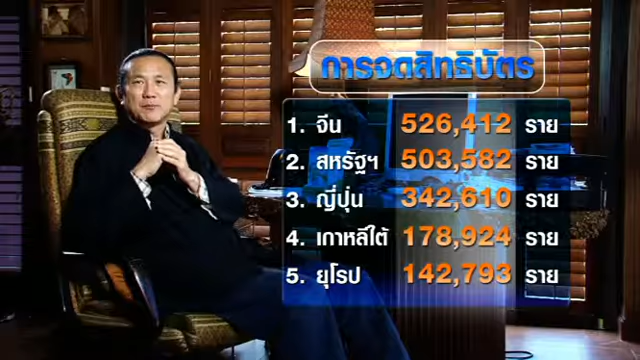 การจดสิทธิบัตร
1. จีน 526,412 ราย
2. สหรัฐฯ 503,582 ราย
3. ญี่ปุ่น 342,610 ราย
4. เกาหลีใต้ 178,924 ราย
5. ยุโรป 142,793 ราย